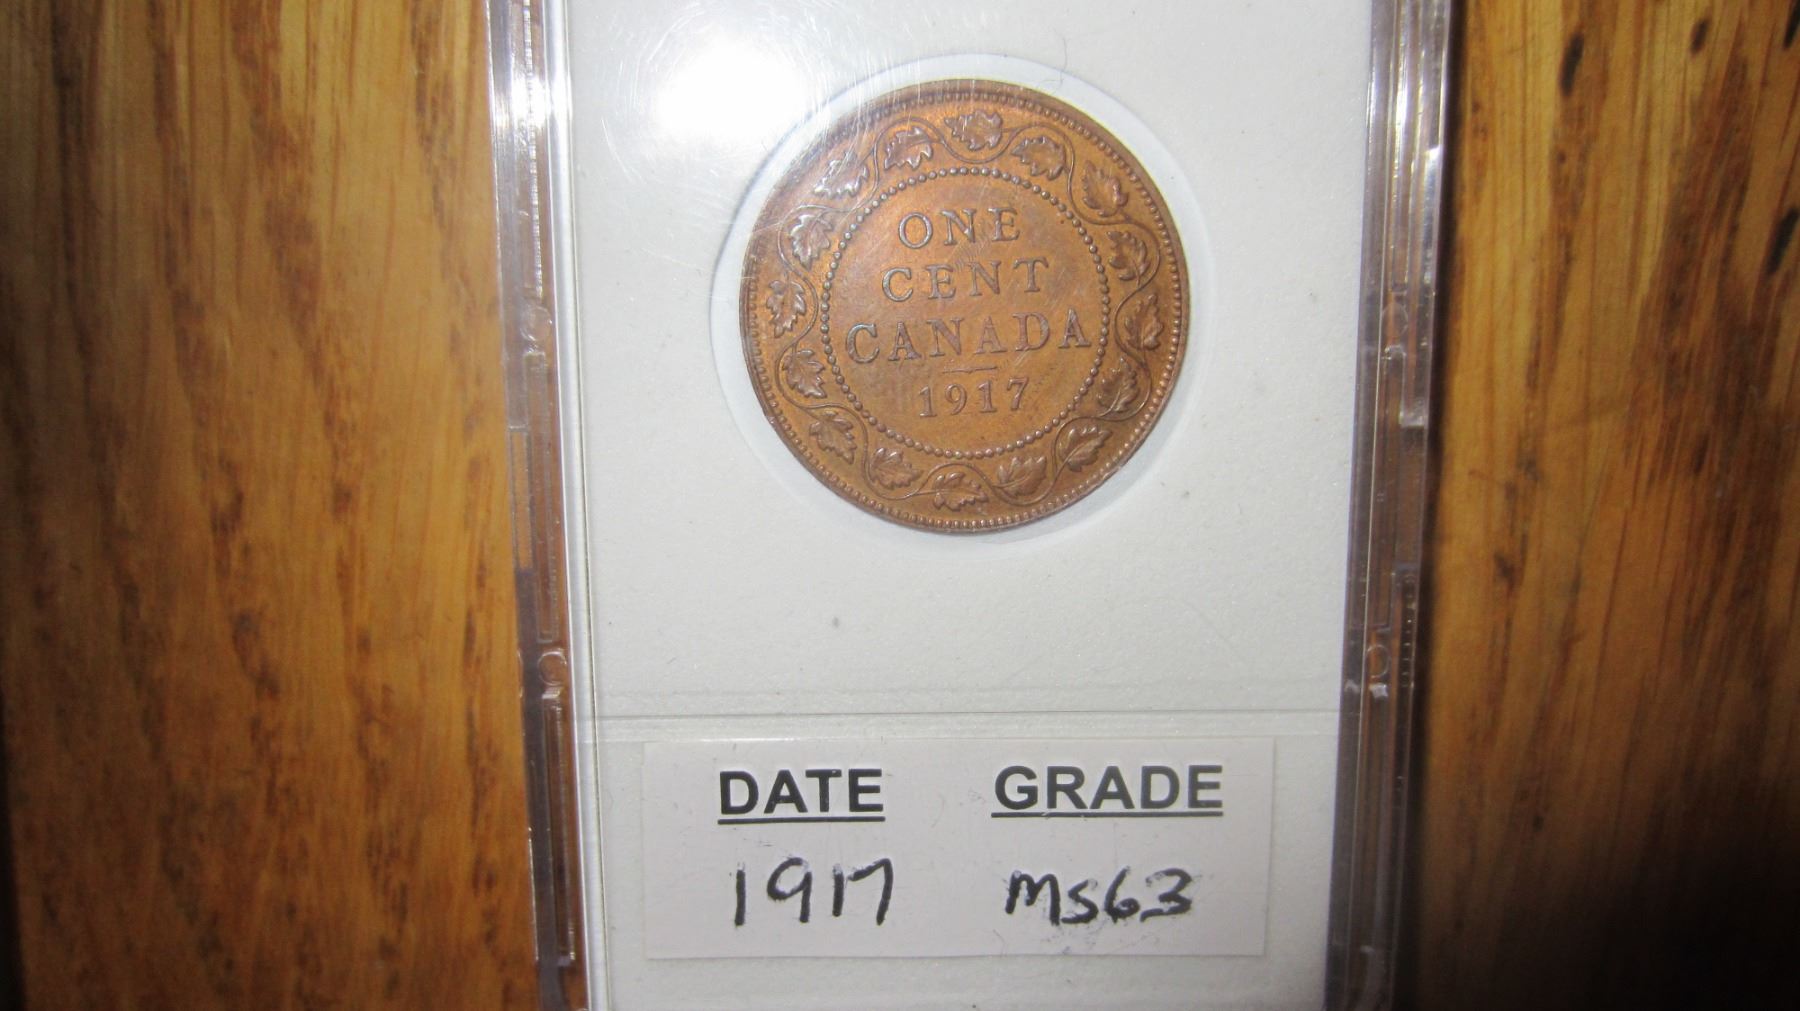 ONE
CENT
CANADA
1917
DATE GRADE
1917 MS63